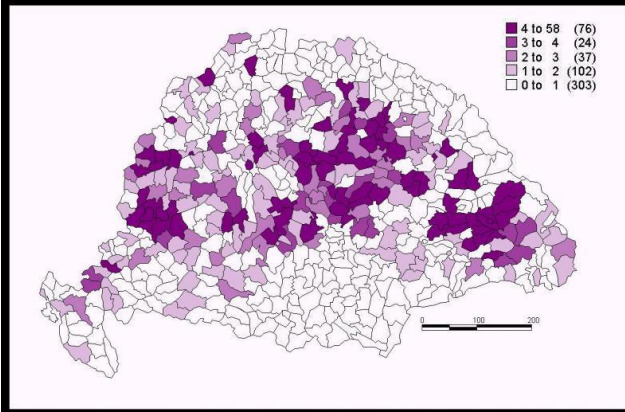 4 to 58 (76)
3 to 4 (24)
2 to 3 (37)
1 to 2 (102)
0 to 1 (303)
0 100 200